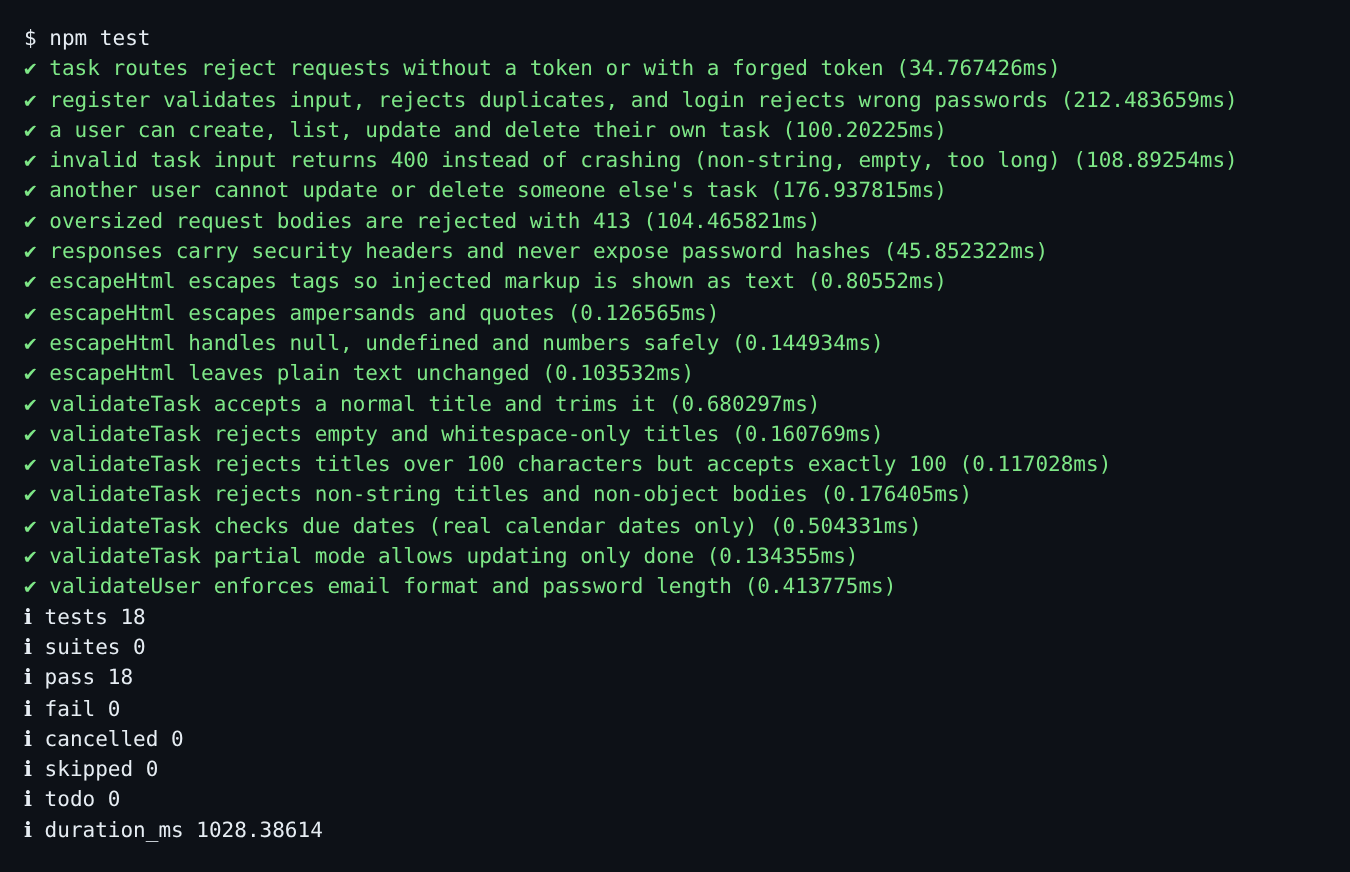 $ npm test
✔ task routes reject requests without a token or with a forged token (34.767426ms)
✔ register validates input, rejects duplicates, and login rejects wrong passwords (212.483659ms)
✔ a user can create, list, update and delete their own task (100.20225ms)
✔ invalid task input returns 400 instead of crashing (non-string, empty, too long) (108.89254ms)
✔ another user cannot update or delete someone else's task (176.937815ms)
✔ oversized request bodies are rejected with 413 (104.465821ms)
✔ responses carry security headers and never expose password hashes (45.852322ms)
✔ escapeHtml escapes tags so injected markup is shown as text (0.80552ms)
✔ escapeHtml escapes ampersands and quotes (0.126565ms)
✔ escapeHtml handles null, undefined and numbers safely (0.144934ms)
✔ escapeHtml leaves plain text unchanged (0.103532ms)
✔ validateTask accepts a normal title and trims it (0.680297ms)
✔ validateTask rejects empty and whitespace-only titles (0.160769ms)
✔ validateTask rejects titles over 100 characters but accepts exactly 100 (0.117028ms)
✔ validateTask rejects non-string titles and non-object bodies (0.176405ms)
✔ validateTask checks due dates (real calendar dates only) (0.504331ms)
✔ validateTask partial mode allows updating only done (0.134355ms)
✔ validateUser enforces email format and password length (0.413775ms)
ℹ tests 18
ℹ suites 0
ℹ pass 18
ℹ fail 0
ℹ cancelled 0
ℹ skipped 0
ℹ todo 0
ℹ duration_ms 1028.38614